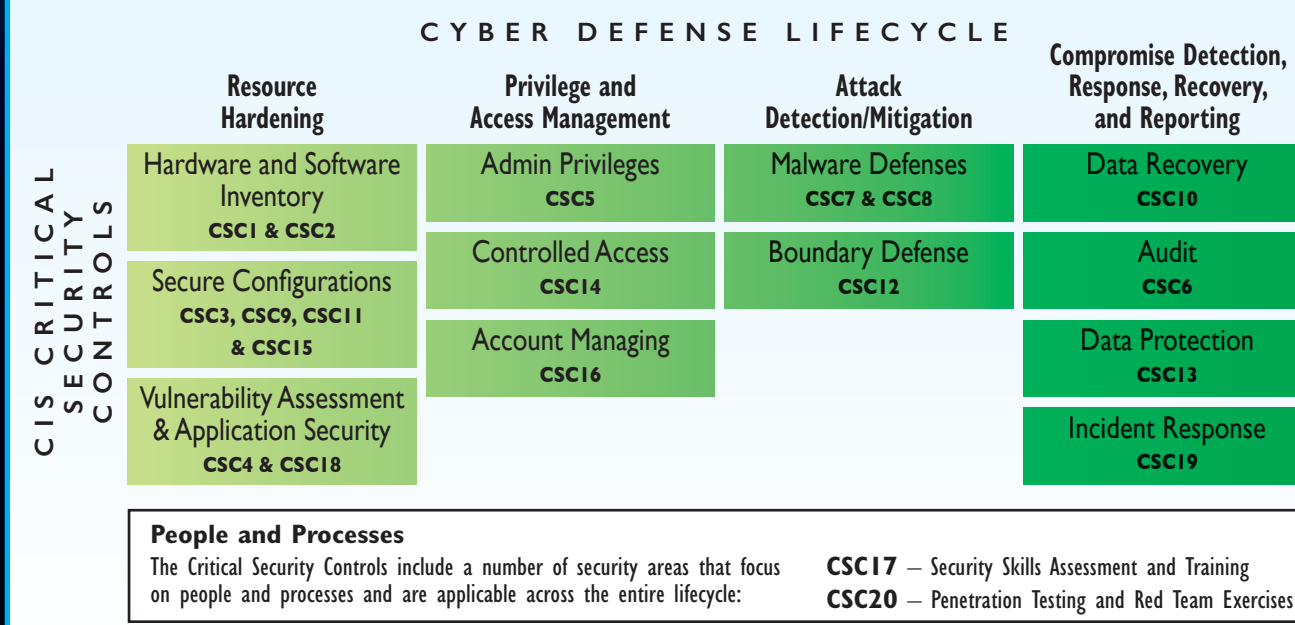 CYBER DEFENSE LIFECYCLE
Resource
Hardening
Privilege and
Access Management
Attack
Detection/Mitigation
Compromise Detection,
Response, Recovery,
and Reporting
CIS CRITICAL
SECURITY
CONTROLS
Hardware and Software
Inventory
CSC1 & CSC2
Secure Configurations
CSC3, CSC9, CSC11
& CSC15
Vulnerability Assessment
& Application Security
CSC4 & CSC18
Admin Privileges
CSC5
Controlled Access
CSC14
Account Managing
CSC16
Malware Defenses
CSC7 & CSC8
Boundary Defense
CSC12
Data Recovery
CSC10
Audit
CSC6
Data Protection
CSC13
Incident Response
CSC19
People and Processes
The Critical Security Controls include a number of security areas that focus
on people and processes and are applicable across the entire lifecycle:
CSC17 – Security Skills Assessment and Training
CSC20 – Penetration Testing and Red Team Exercises